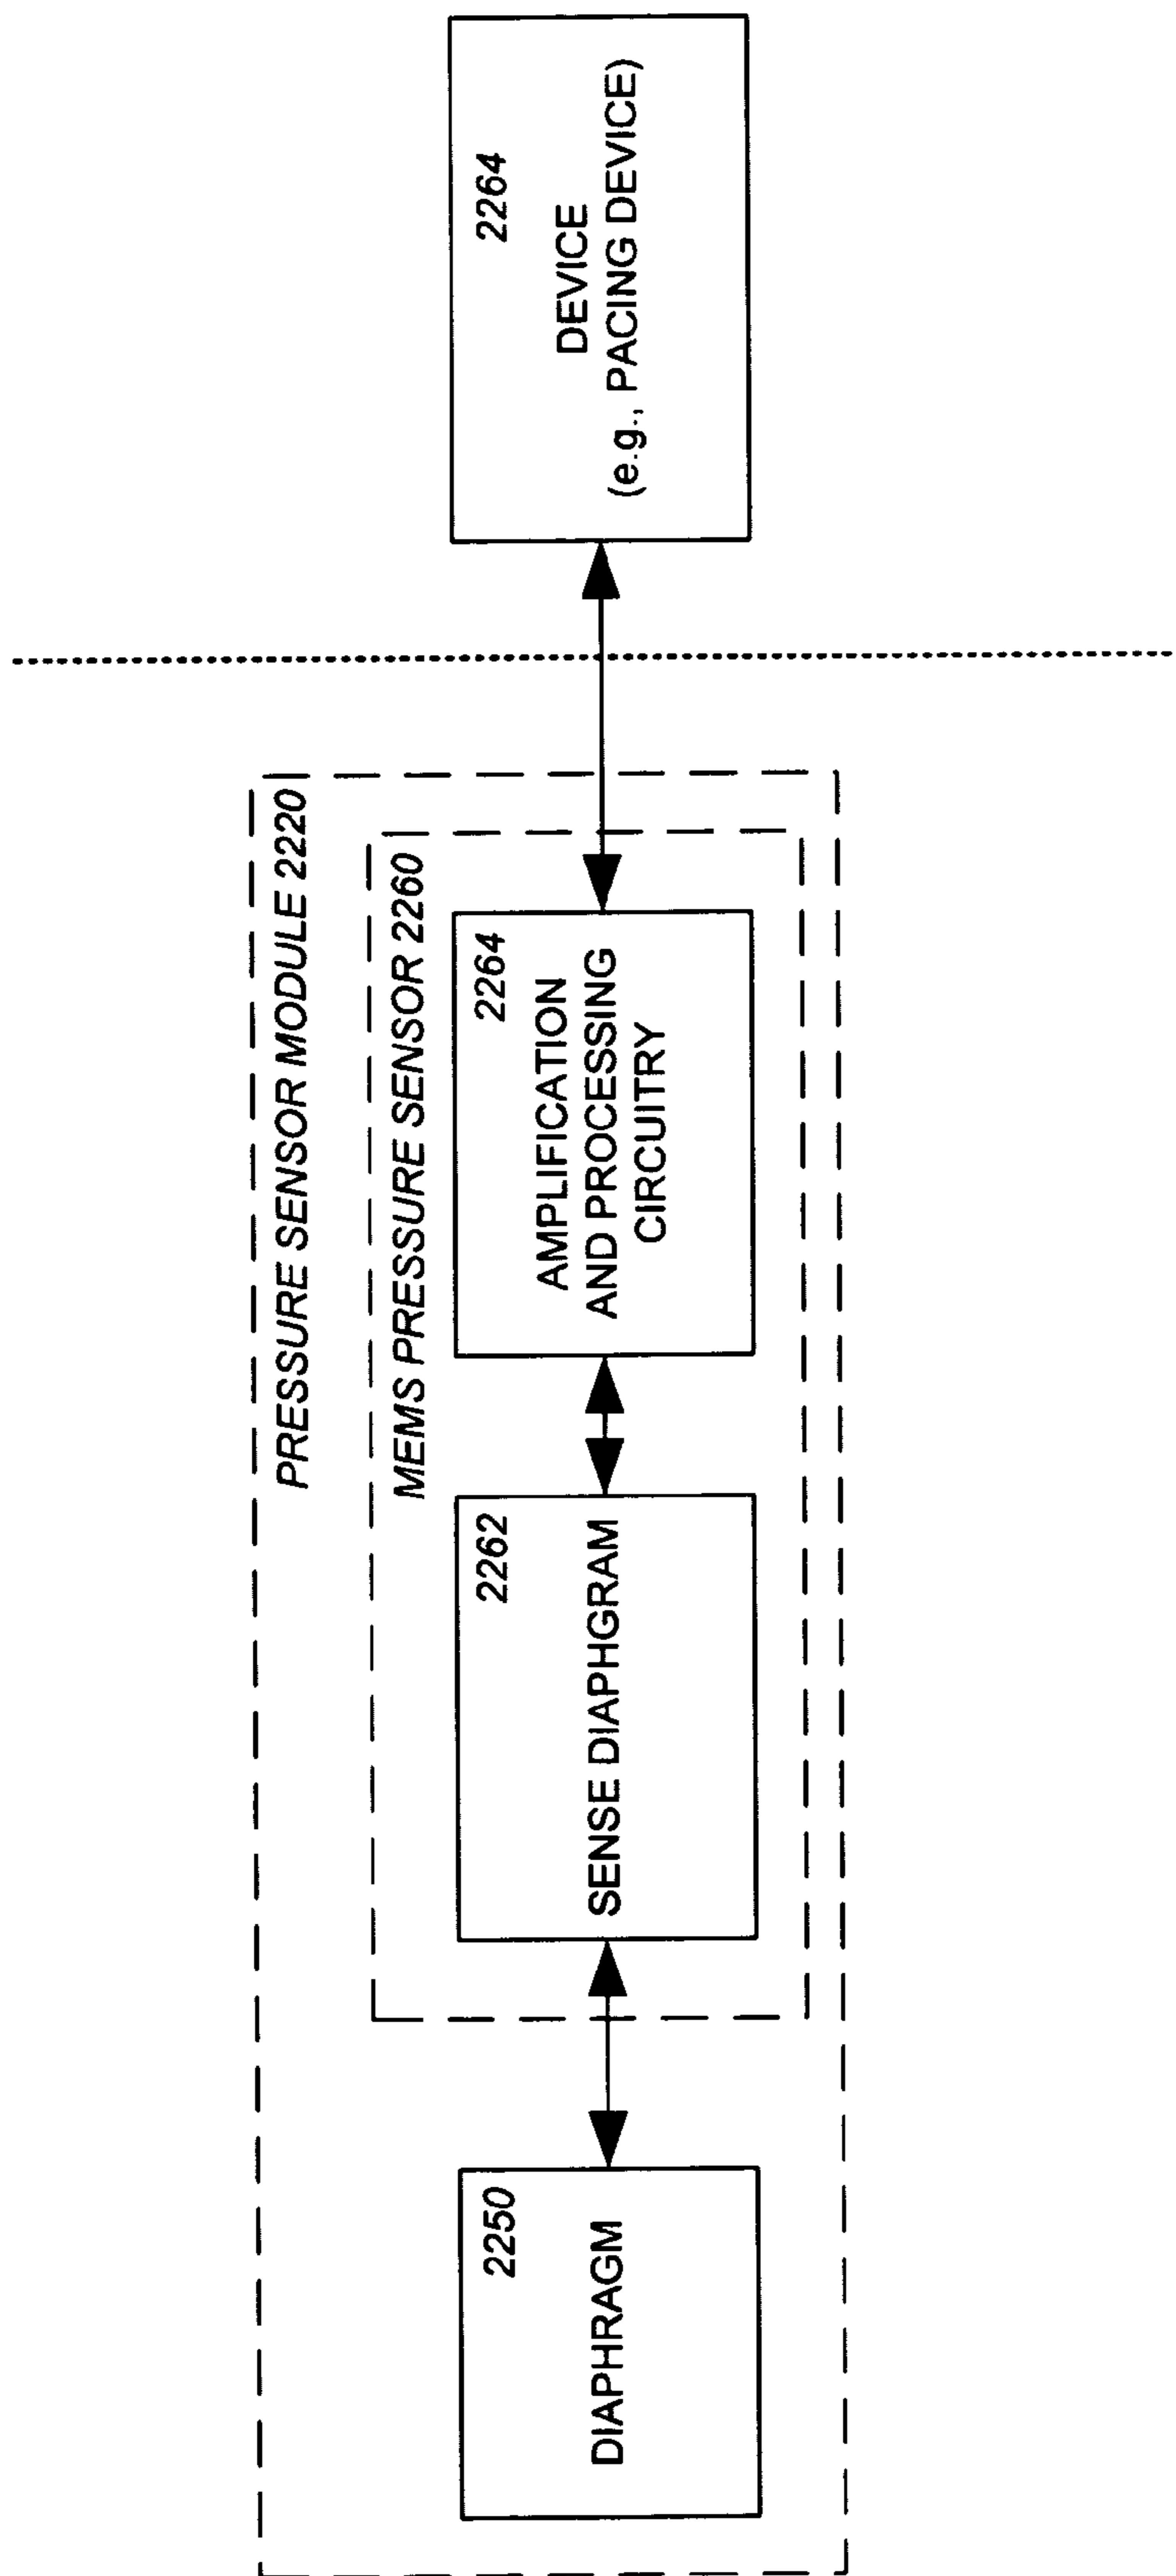 PRESSURE SENSOR MODULE 2220
MEMS PRESSURE SENSOR 2260
2250
DIAPHRAGM
2262
SENSE DIAPHGRAM
2264
AMPLIFICATION
AND PROCESSING
CIRCUITRY
2264
DEVICE
(e.g., PACING DEVICE)